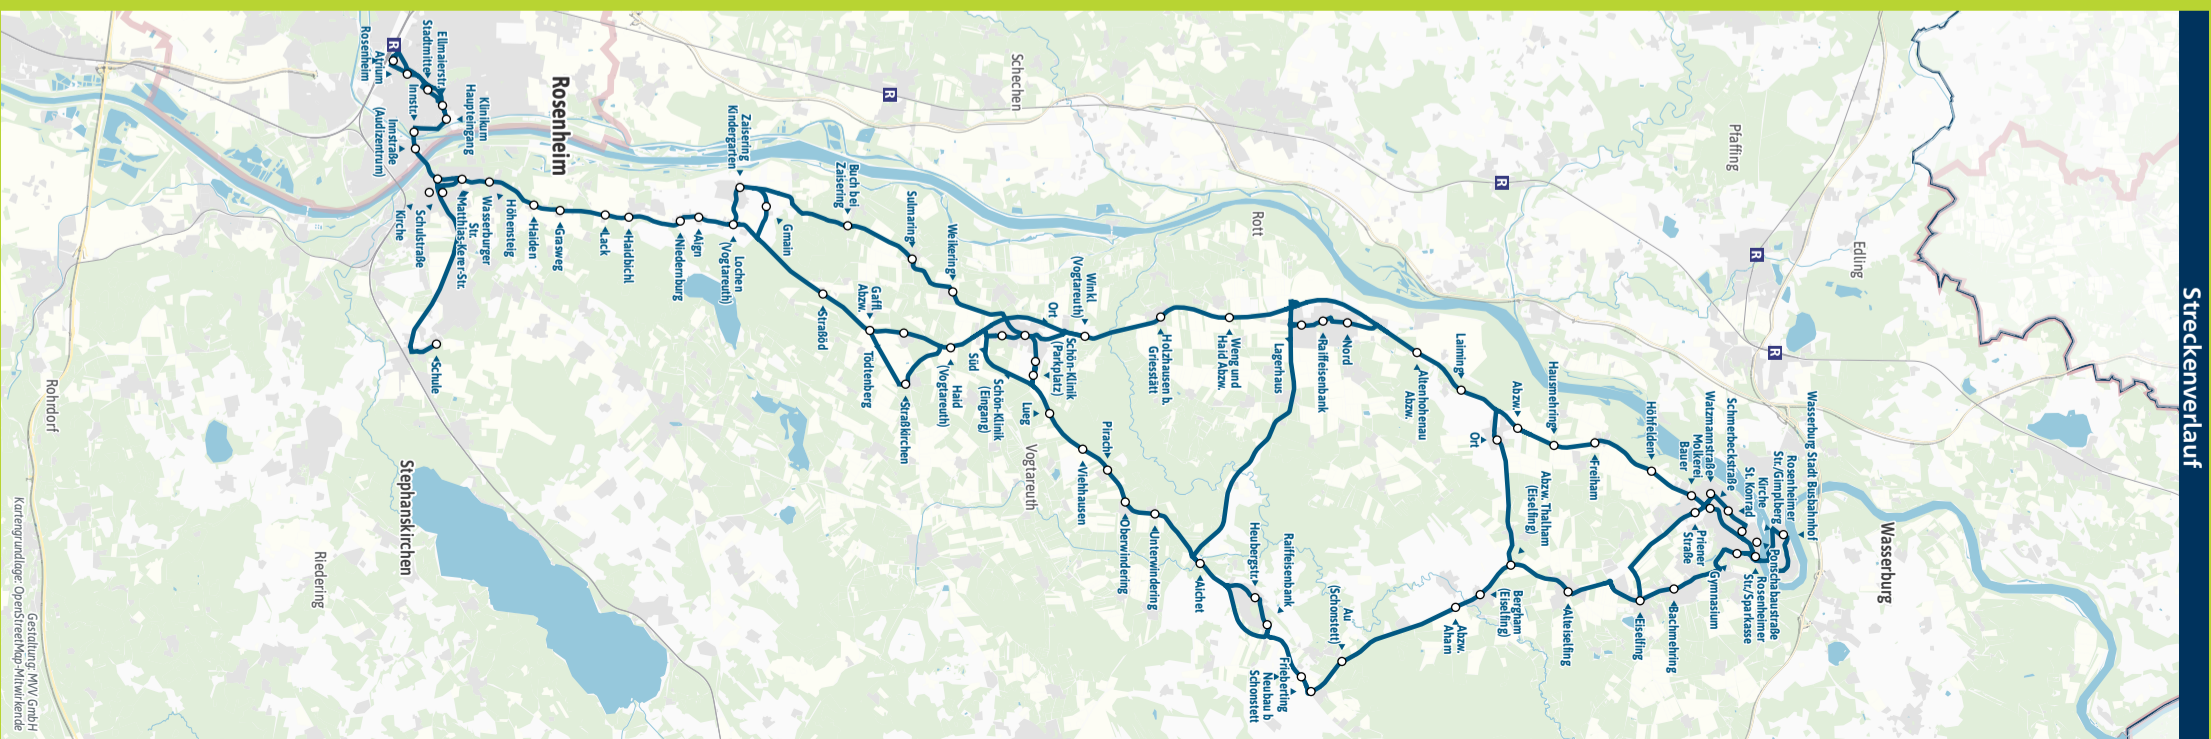 Streckenverlauf
Wasserburg
Wasserburg Stadt Busbahnhof
Rosenheimer
Str./Gimplberg
Kirche
St. Konrad
Schmerbeckstraße
Watzmannstraße
Molkerei
Bauer
Ponschabaustraße
Rosenheimer
Str./Sparkasse
Gymnasium
Priener
Straße
Bachmehring
Eiselfing
Alteiselfing
Höhfelden
Freiham
Hausmehring
Abzw.
Ort
Abzw. Thalham
(Eiselfing)
Bergham
(Eiselfing)
Abzw.
Aham
Laiming
Altenhohenau
Abzw.
Au
(Schonstett)
Nord
Raiffeisenbank
Lagerhaus
Raiffeisenbank
Heubergstr.
Frieberting
Neubau b
Schonstett
Weng und
Haid Abzw.
Holzhausen b.
Griesstätt
Aichet
Unterwindering
Oberwindering
Pirach
Viehhausen
Winkl
(Vogtareuth)
Ort
Schön-Klinik
(Parkplatz)
Lueg
Schön-Klinik
(Eingang)
Süd
Haid
(Vogtareuth)
Weikering
Sulmaring
Straßkirchen
Tödtenberg
Gaffl
Abzw.
Buch bei
Zaisering
Straßöd
Gmain
Zaisering
Kindergarten
Lochen
(Vogtareuth)
Aign
Niedernburg
Haidbichl
Lack
Grasweg
Haiden
Höhensteig
Wasserburger
Str.
Matthias-Kerer-Str.
Schulstraße
Kirche
Schule
Klinikum
Haupteingang
Ellmaierstr.
Stadtmitte
Innstr.
Innstraße
(Audizentrum)
Atrium
Rosenheim
R
R
R
R
R
Rosenheim
Stephanskirchen
Edling
Pfaffing
Rott
Schechen
Vogtareuth
Riedering
Rohrdorf
Gestaltung: MVV GmbH
Kartengrundlage: OpenStreetMap-Mitwirkende